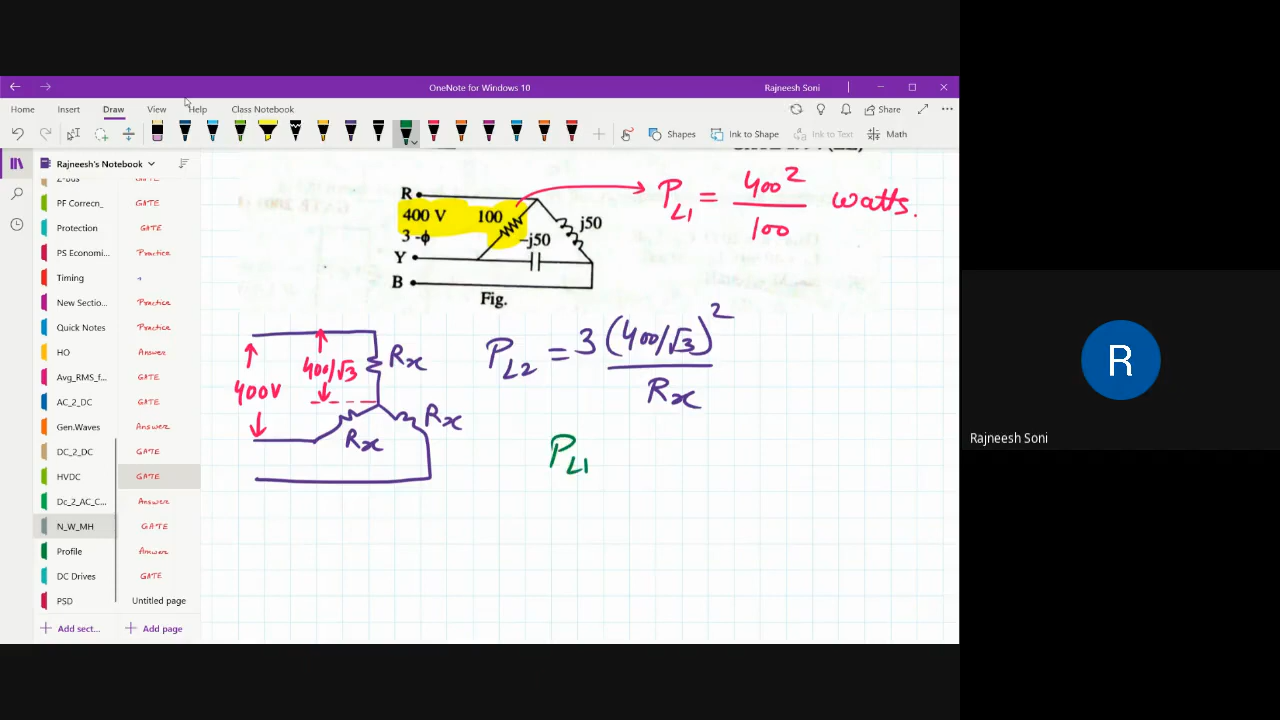 OneNote for Windows 10
Rajneesh Soni
Home Insert Draw View Help Class Notebook
Share
Shapes Ink to Shape Ink to Text Math
Rajneesh's Notebook
PF Correcn_ GATE
Protection GATE
PS Economi... Practice
Timing
New Sectio... Practice
Quick Notes Practice
HO Answer
Avg_RMS_f... GATE
AC_2_DC GATE
Gen.Waves Answer
DC_2_DC GATE
HVDC GATE
Dc_2_AC_C... Answer
N_W_MH GATE
Profile Answer
DC Drives GATE
PSD Untitled page
+ Add sect... + Add page
R
400 V 100 j50
3 -ϕ -j50
Y
B
Fig.
P_L1 = 400² / 100 watts.
400V
400/√3
Rx
Rx
Rx
P_L2 = 3 (400/√3)² / Rx
P_L1
R
Rajneesh Soni